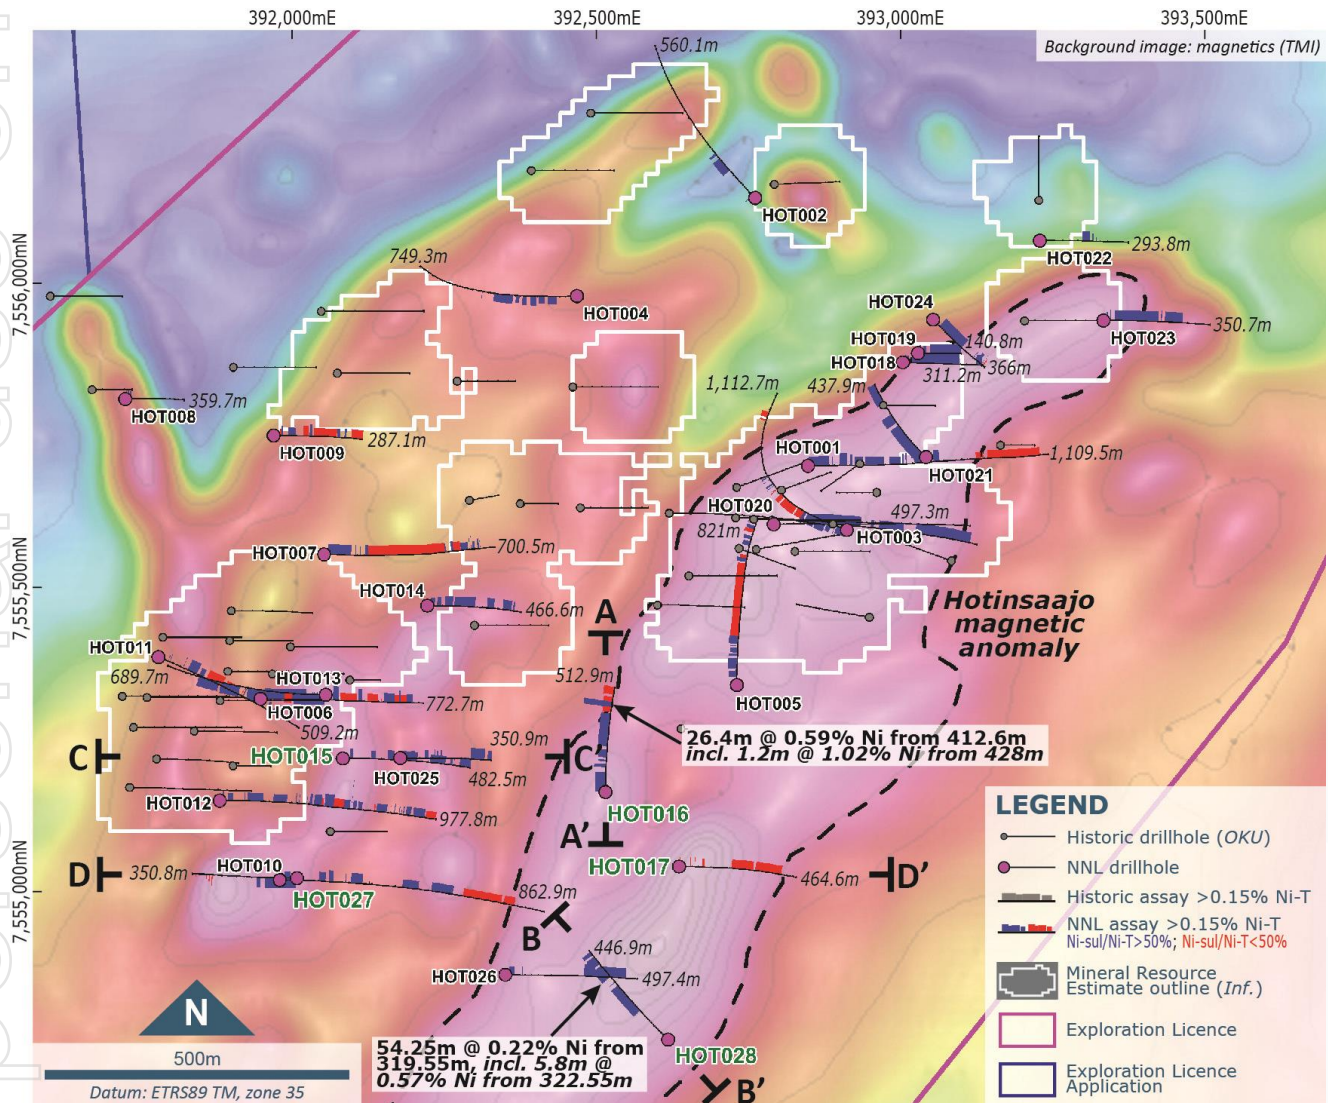 392,000mE
392,500mE
393,000mE
393,500mE
Background image: magnetics (TMI)
560.1m
HOT002
293.8m
HOT022
7,556,000mN
749.3m
HOT004
HOT024
HOT019
HOT018
140.8m
366m
311.2m
350.7m
HOT023
HOT008
359.7m
437.9m
1,112.7m
287.1m
HOT009
HOT001
HOT021
1,109.5m
HOT020
497.3m
821m
HOT003
HOT007
700.5m
7,555,500mN
HOT014
466.6m
A
Hotinsaajo
magnetic
anomaly
HOT011
689.7m
HOT013
HOT006
772.7m
509.2m
512.9m
HOT005
26.4m @ 0.59% Ni from 412.6m
incl. 1.2m @ 1.02% Ni from 428m
C
HOT015
350.9m
C'
HOT025
482.5m
HOT012
977.8m
HOT016
A'
7,555,000mN
D
350.8m
HOT010
HOT027
862.9m
HOT017
464.6m
D'
B
446.9m
HOT026
497.4m
HOT028
B'
54.25m @ 0.22% Ni from
319.55m, incl. 5.8m @
0.57% Ni from 322.55m
N
500m
Datum: ETRS89 TM, zone 35
LEGEND
Historic drillhole (OKU)
NNL drillhole
Historic assay >0.15% Ni-T
NNL assay >0.15% Ni-T
Ni-sul/Ni-T>50%; Ni-sul/Ni-T<50%
Mineral Resource
Estimate outline (Inf.)
Exploration Licence
Exploration Licence
Application